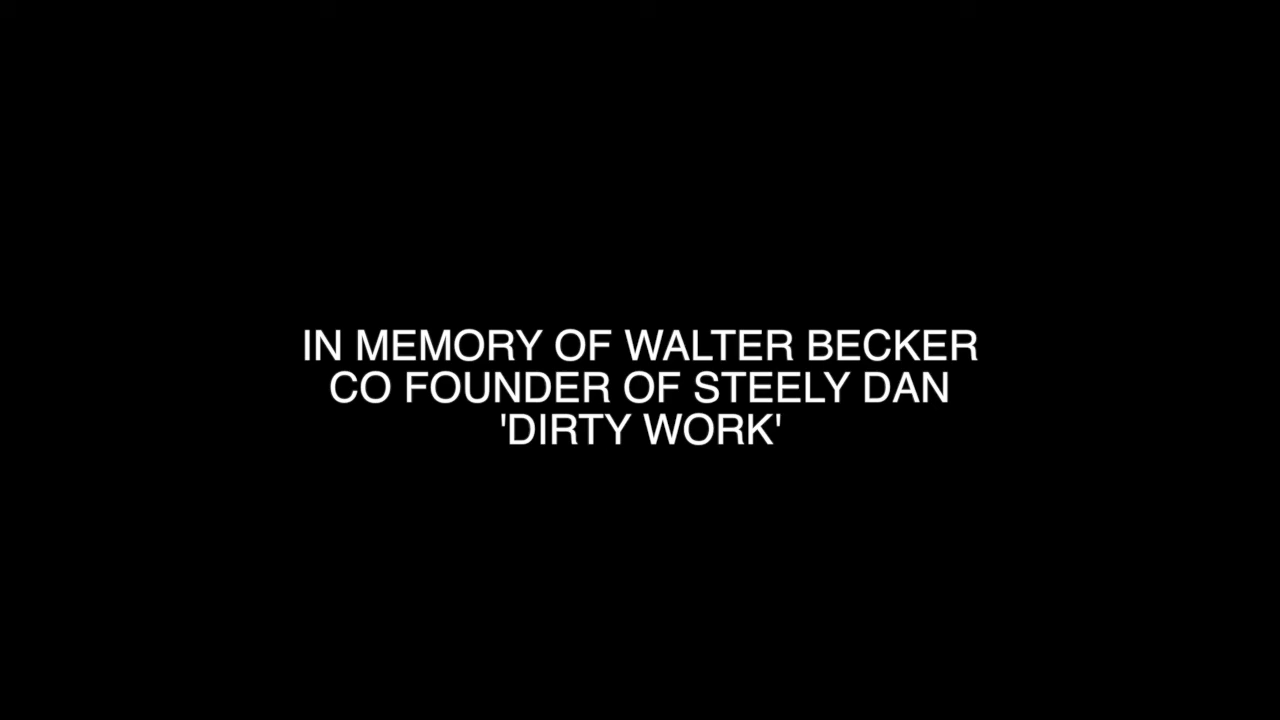 IN MEMORY OF WALTER BECKER
CO FOUNDER OF STEELY DAN
'DIRTY WORK'